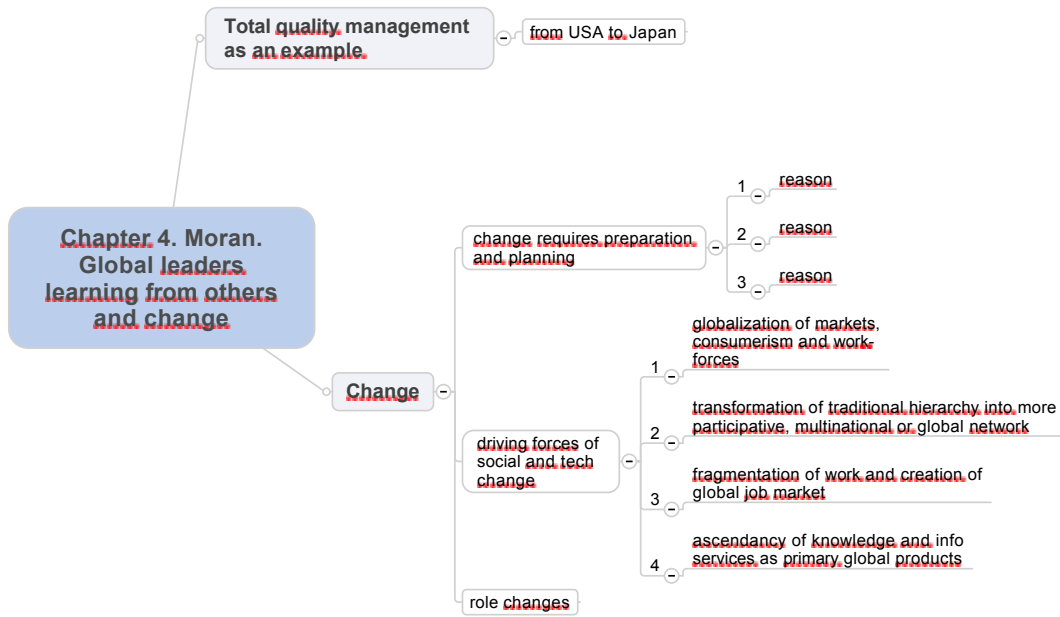 Total quality management
as an example
from USA to Japan
Chapter 4. Moran.
Global leaders
learning from others
and change
Change
change requires preparation
and planning
1 reason
2 reason
3 reason
driving forces of
social and tech
change
1 globalization of markets,
consumerism and work-
forces
2 transformation of traditional hierarchy into more
participative, multinational or global network
3 fragmentation of work and creation of
global job market
4 ascendancy of knowledge and info
services as primary global products
role changes